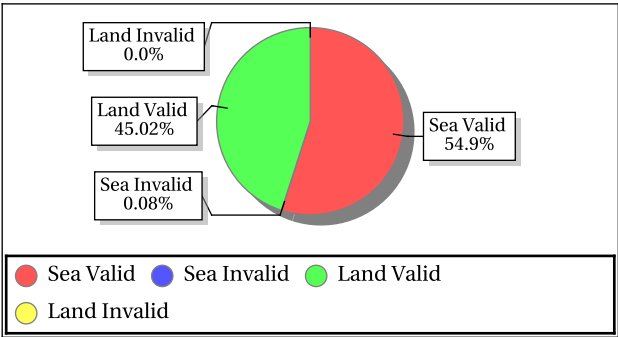 Land Invalid
0.0%
Land Valid
45.02%
Sea Valid
54.9%
Sea Invalid
0.08%
Sea Valid Sea Invalid Land Valid
Land Invalid